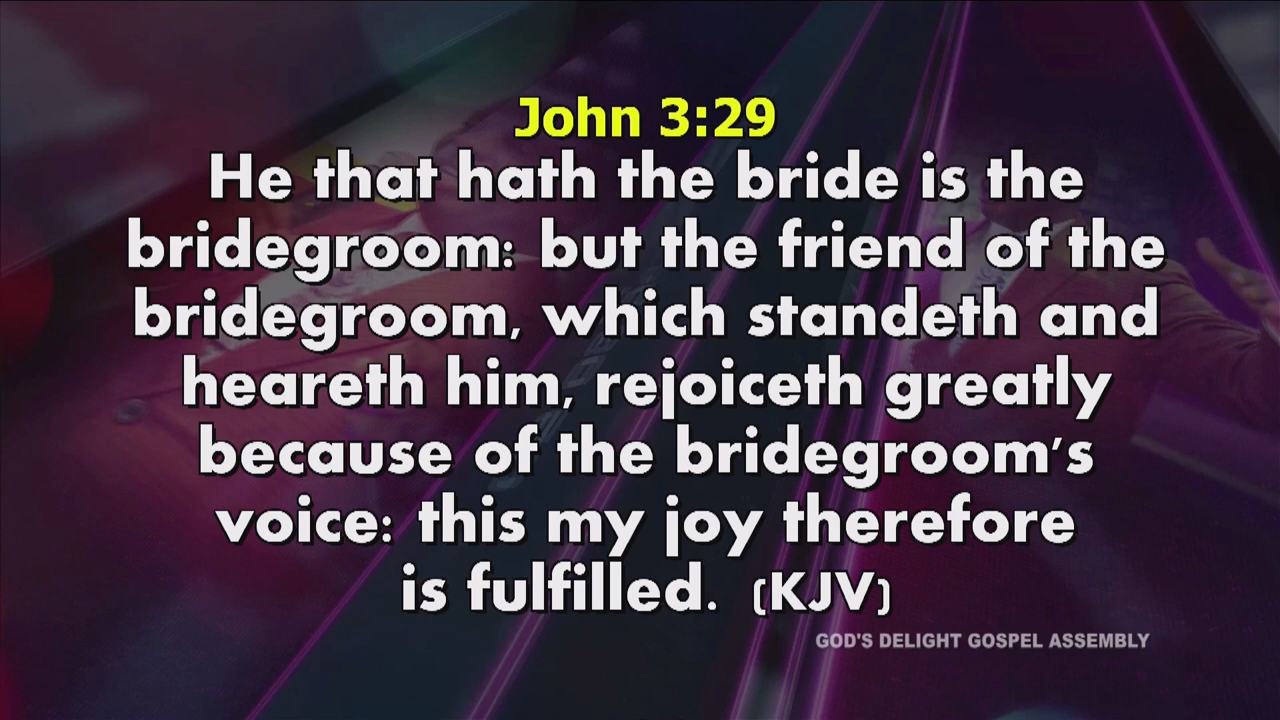 John 3:29
He that hath the bride is the
bridegroom: but the friend of the
bridegroom, which standeth and
heareth him, rejoiceth greatly
because of the bridegroom's
voice: this my joy therefore
is fulfilled. (KJV)
GOD'S DELIGHT GOSPEL ASSEMBLY